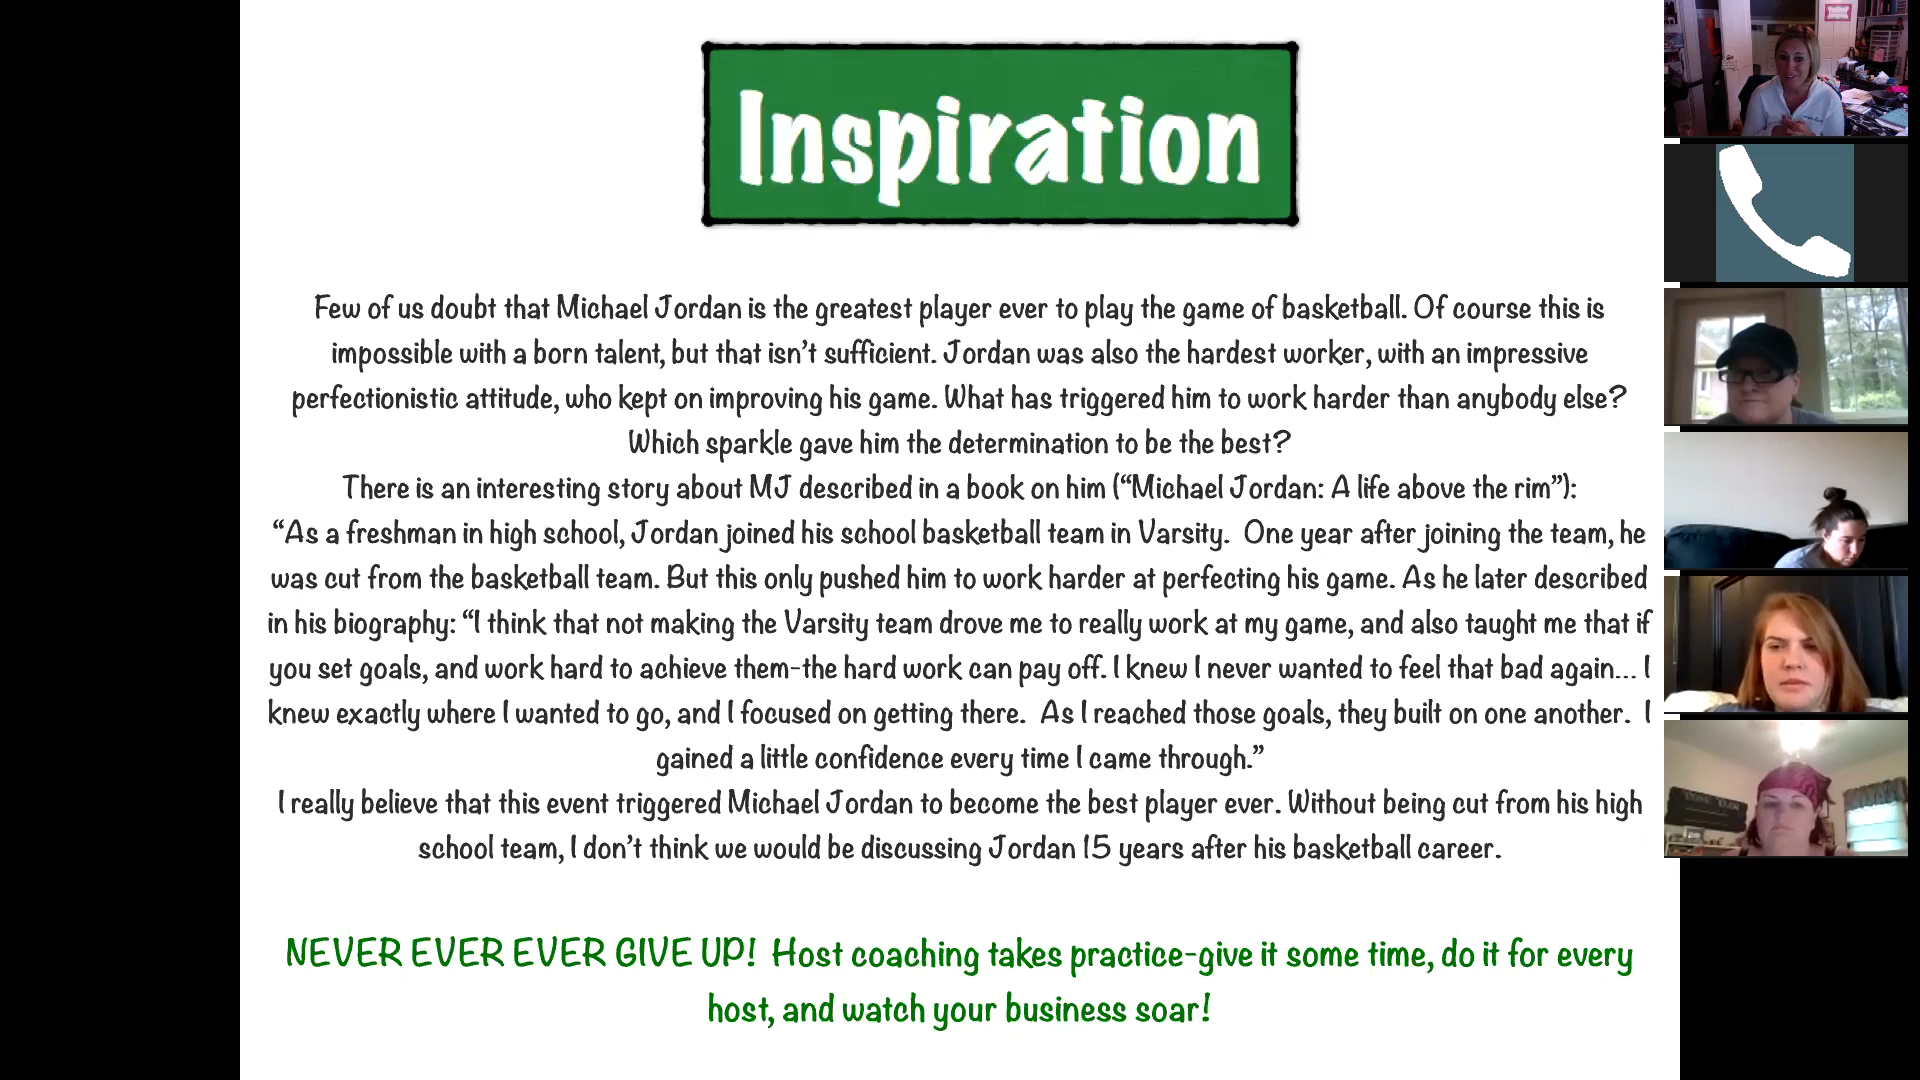 Inspiration
Few of us doubt that Michael Jordan is the greatest player ever to play the game of basketball. Of course this is
impossible with a born talent, but that isn’t sufficient. Jordan was also the hardest worker, with an impressive
perfectionistic attitude, who kept on improving his game. What has triggered him to work harder than anybody else?
Which sparkle gave him the determination to be the best?
There is an interesting story about MJ described in a book on him (“Michael Jordan: A life above the rim”):
“As a freshman in high school, Jordan joined his school basketball team in Varsity.  One year after joining the team, he
was cut from the basketball team. But this only pushed him to work harder at perfecting his game. As he later described
in his biography: “I think that not making the Varsity team drove me to really work at my game, and also taught me that if
you set goals, and work hard to achieve them-the hard work can pay off. I knew I never wanted to feel that bad again... I
knew exactly where I wanted to go, and I focused on getting there.  As I reached those goals, they built on one another.  I
gained a little confidence every time I came through.”
I really believe that this event triggered Michael Jordan to become the best player ever. Without being cut from his high
school team, I don’t think we would be discussing Jordan 15 years after his basketball career.
NEVER EVER EVER GIVE UP!  Host coaching takes practice-give it some time, do it for every
host, and watch your business soar!